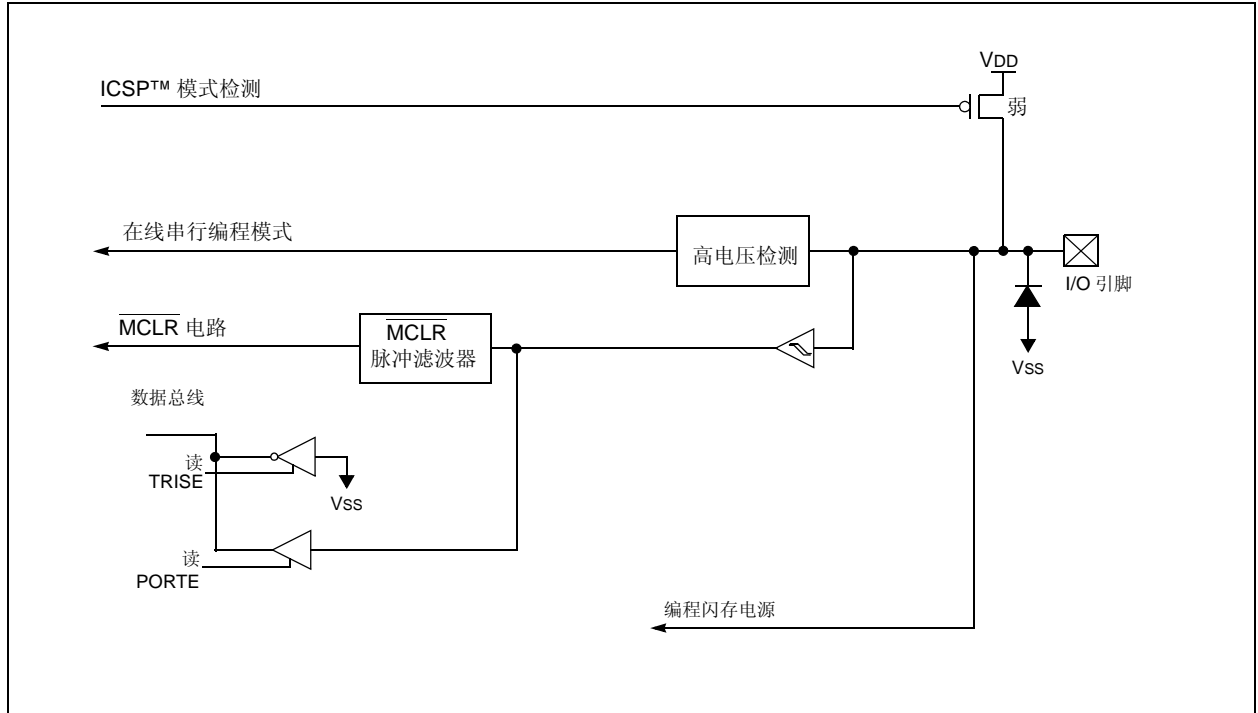 VDD
ICSP™ 模式检测
弱
在线串行编程模式
高电压检测
I/O 引脚
MCLR 电路
MCLR
脉冲滤波器
VSS
数据总线
读
TRISE
VSS
读
PORTE
编程闪存电源